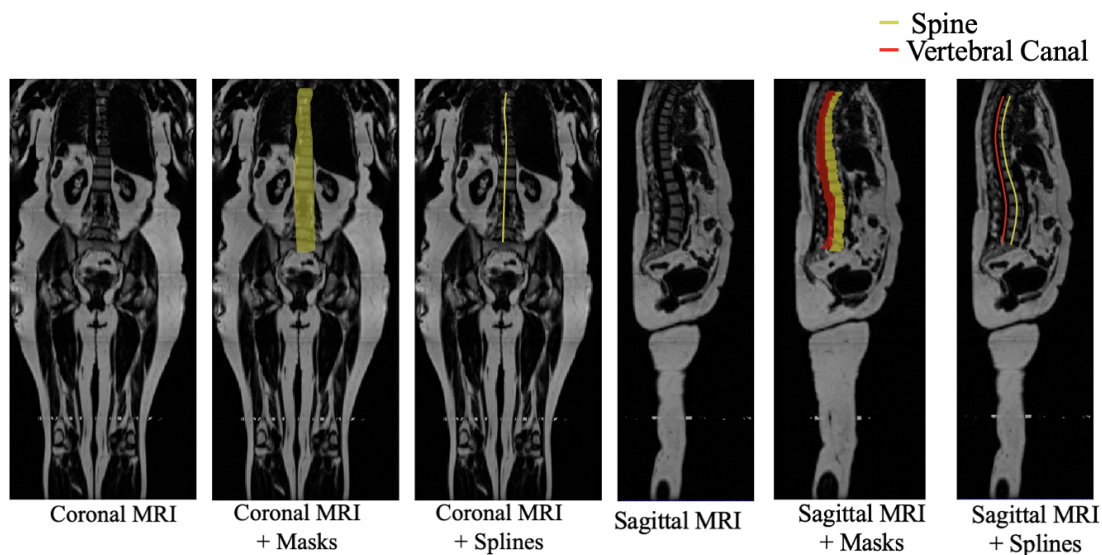 Spine
Vertebral Canal
Coronal MRI
Coronal MRI
+ Masks
Coronal MRI
+ Splines
Sagittal MRI
Sagittal MRI
+ Masks
Sagittal MRI
+ Splines